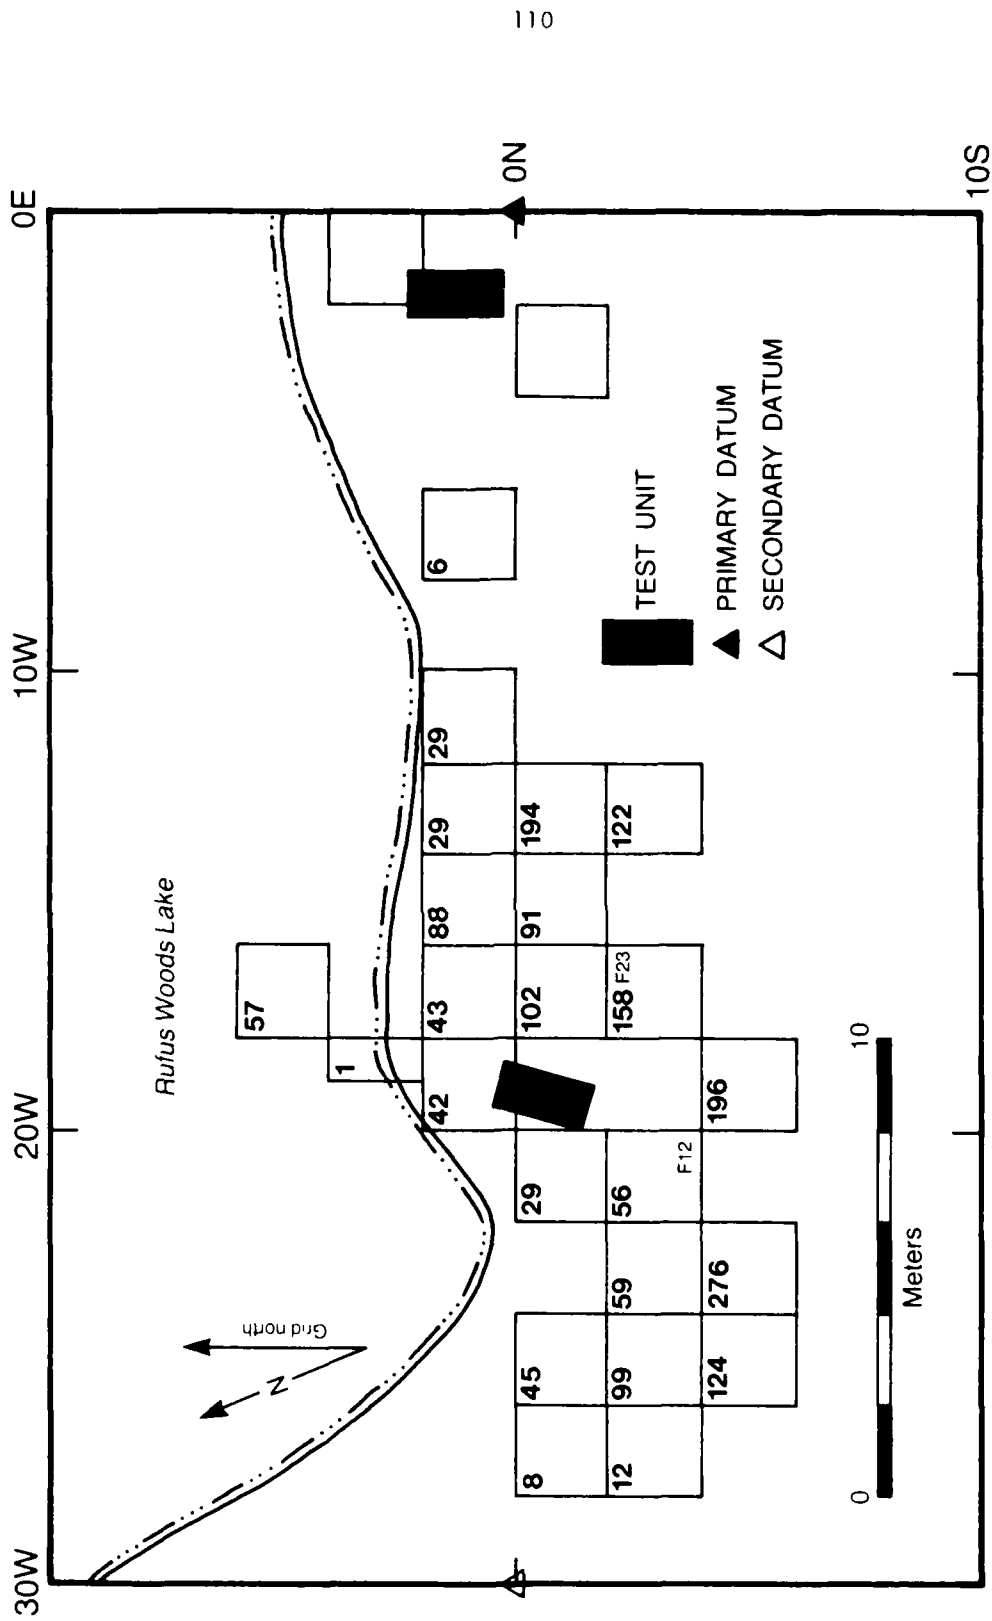 110
30W
20W
10W
0E
Rufus Woods Lake
N
Grid north
57
1
42
43
88
29
29
6
0N
8
45
29
102
91
194
12
99
59
56
158
F23
122
F12
124
276
196
TEST UNIT
PRIMARY DATUM
SECONDARY DATUM
0
10
Meters
10S